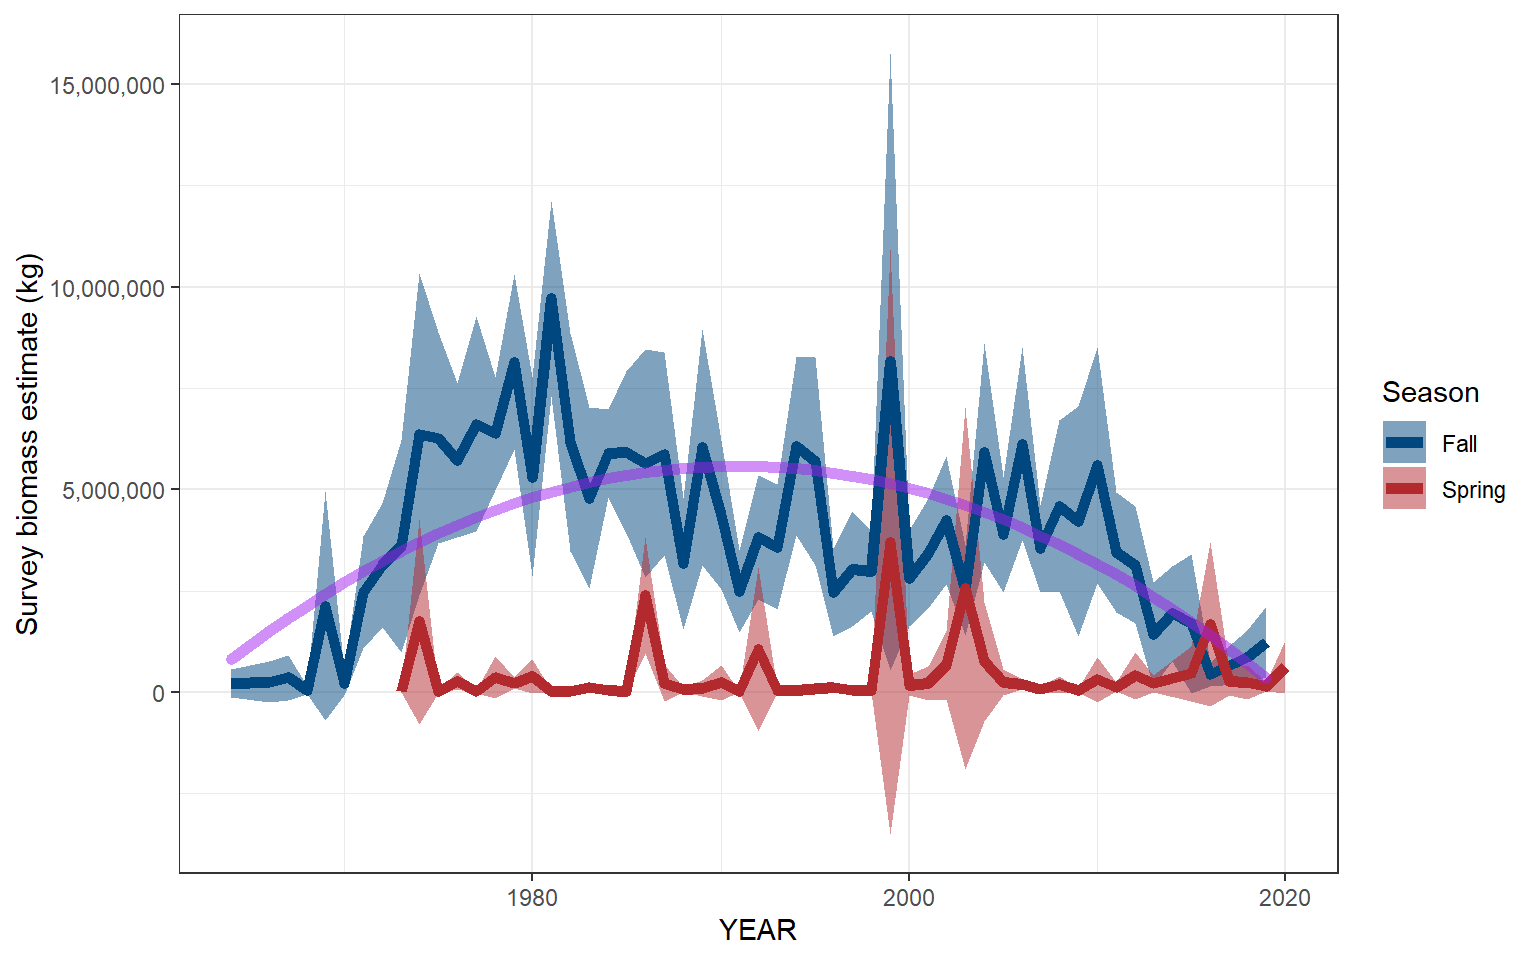 15,000,000
10,000,000
5,000,000
0
Survey biomass estimate (kg)
1980
2000
2020
YEAR
Season
Fall
Spring